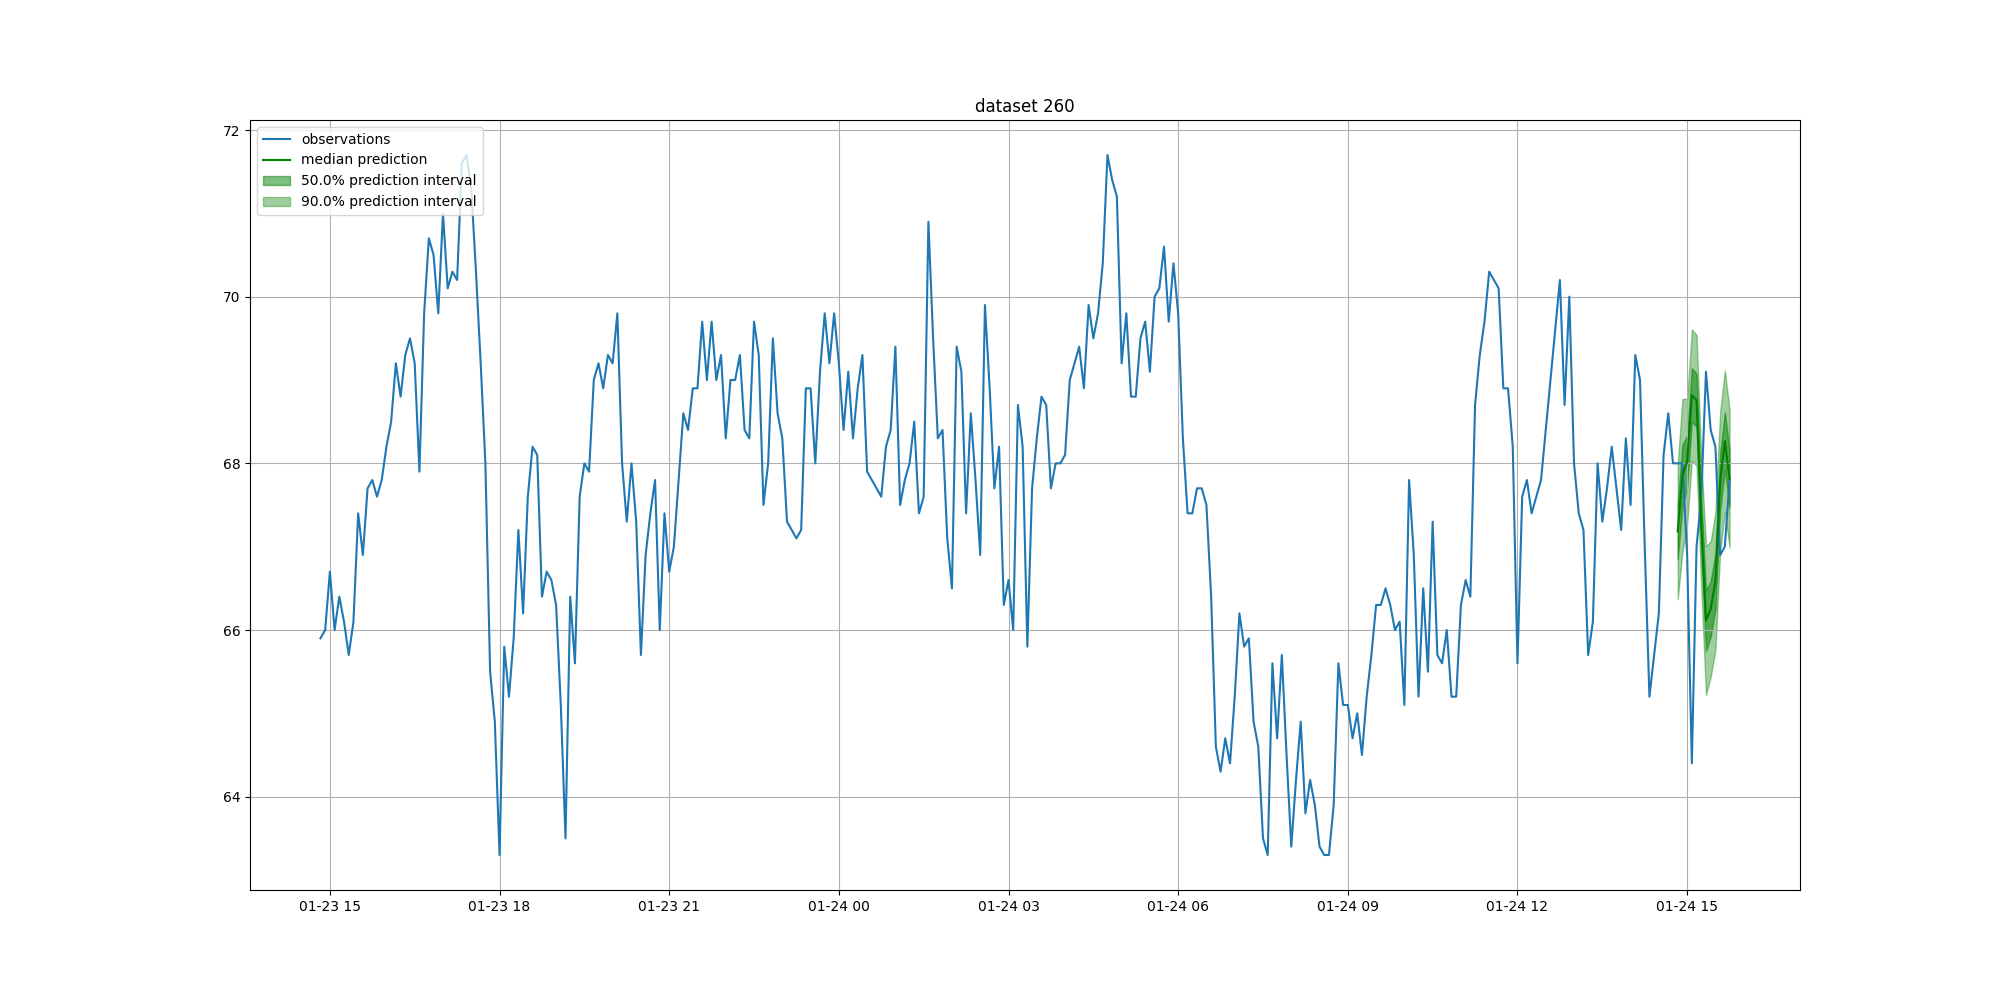 dataset 260
observations
median prediction
50.0% prediction interval
90.0% prediction interval
72
70
68
66
64
01-23 15
01-23 18
01-23 21
01-24 00
01-24 03
01-24 06
01-24 09
01-24 12
01-24 15